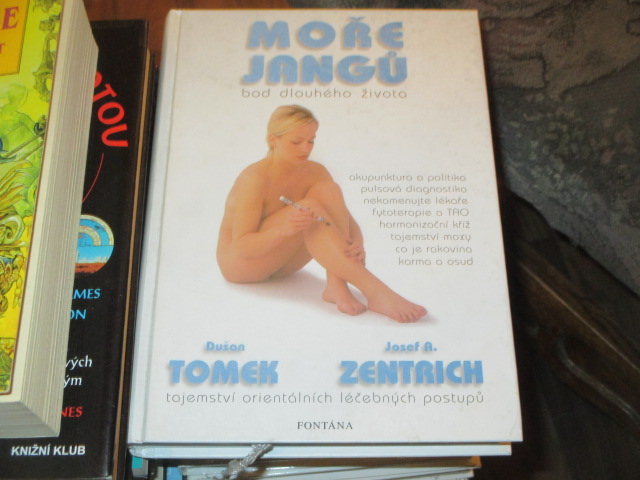 MOŘE
JANGŮ
bod dlouhého života
akupunktura a politika
pulsová diagnostika
nekamenujte lékaře
fytoterapie a TAO
harmonizační kříž
tajemství moxy
co je rakovina
karma a osud
Dušan
TOMEK
Josef A.
ZENTRICH
tajemství orientálních léčebných postupů
FONTÁNA
KNIŽNÍ KLUB